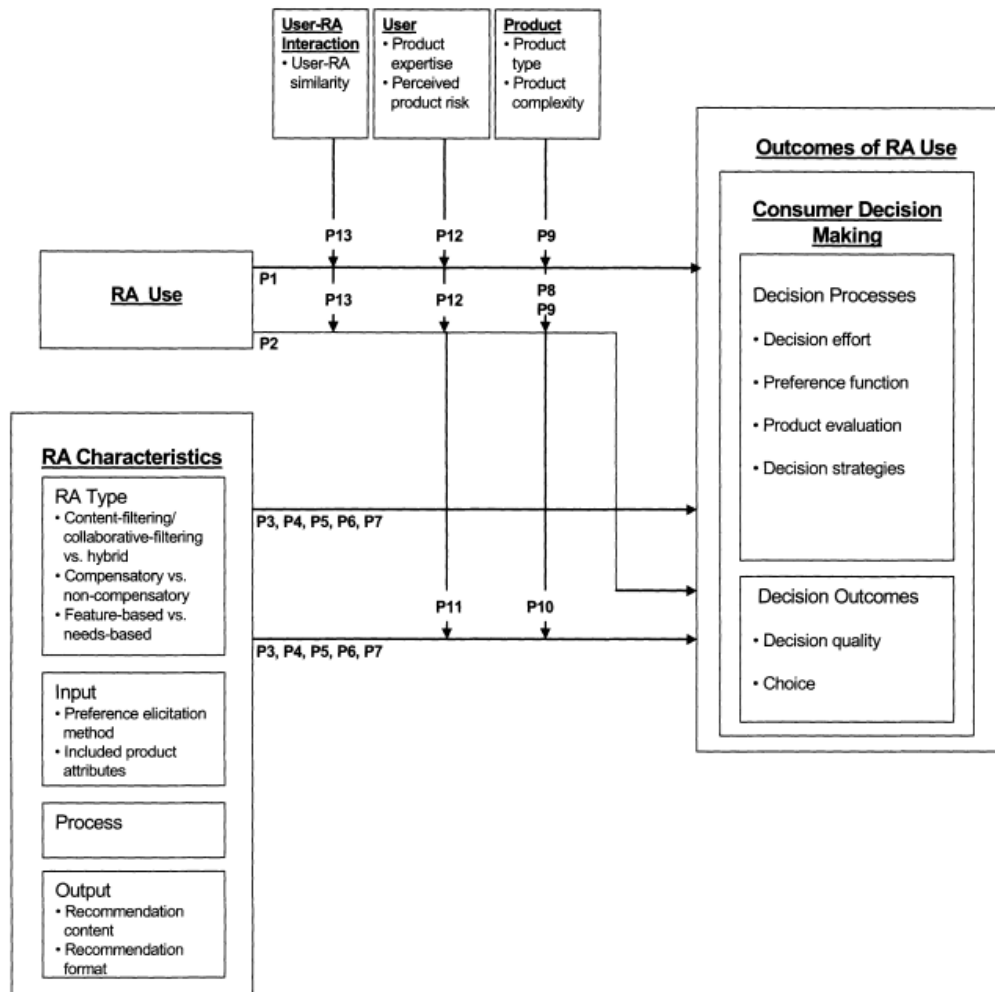 User-RA
Interaction
• User-RA
similarity
User
• Product
expertise
• Perceived
product risk
Product
• Product
type
• Product
complexity
Outcomes of RA Use
Consumer Decision
Making
Decision Processes
• Decision effort
• Preference function
• Product evaluation
• Decision strategies
Decision Outcomes
• Decision quality
• Choice
RA Use
P13
P12
P9
P1
P13
P12
P8
P9
P2
RA Characteristics
RA Type
• Content-filtering/
collaborative-filtering
vs. hybrid
• Compensatory vs.
non-compensatory
• Feature-based vs.
needs-based
Input
• Preference elicitation
method
• Included product
attributes
Process
Output
• Recommendation
content
• Recommendation
format
P3, P4, P5, P6, P7
P11
P10
P3, P4, P5, P6, P7